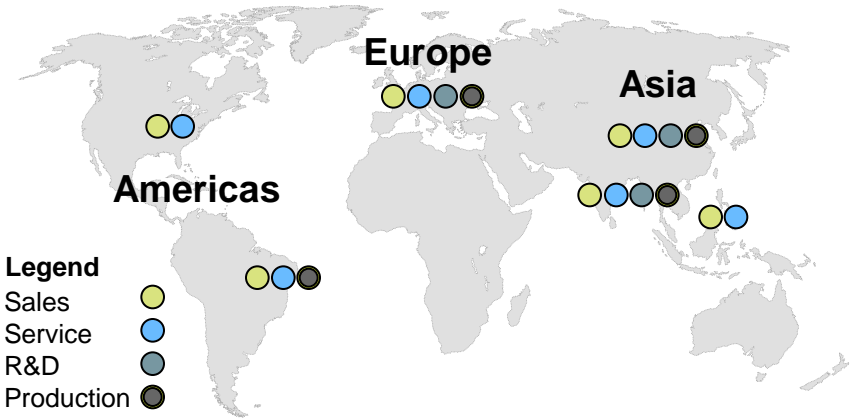 Europe
Asia
Americas
Legend
Sales
Service
R&D
Production